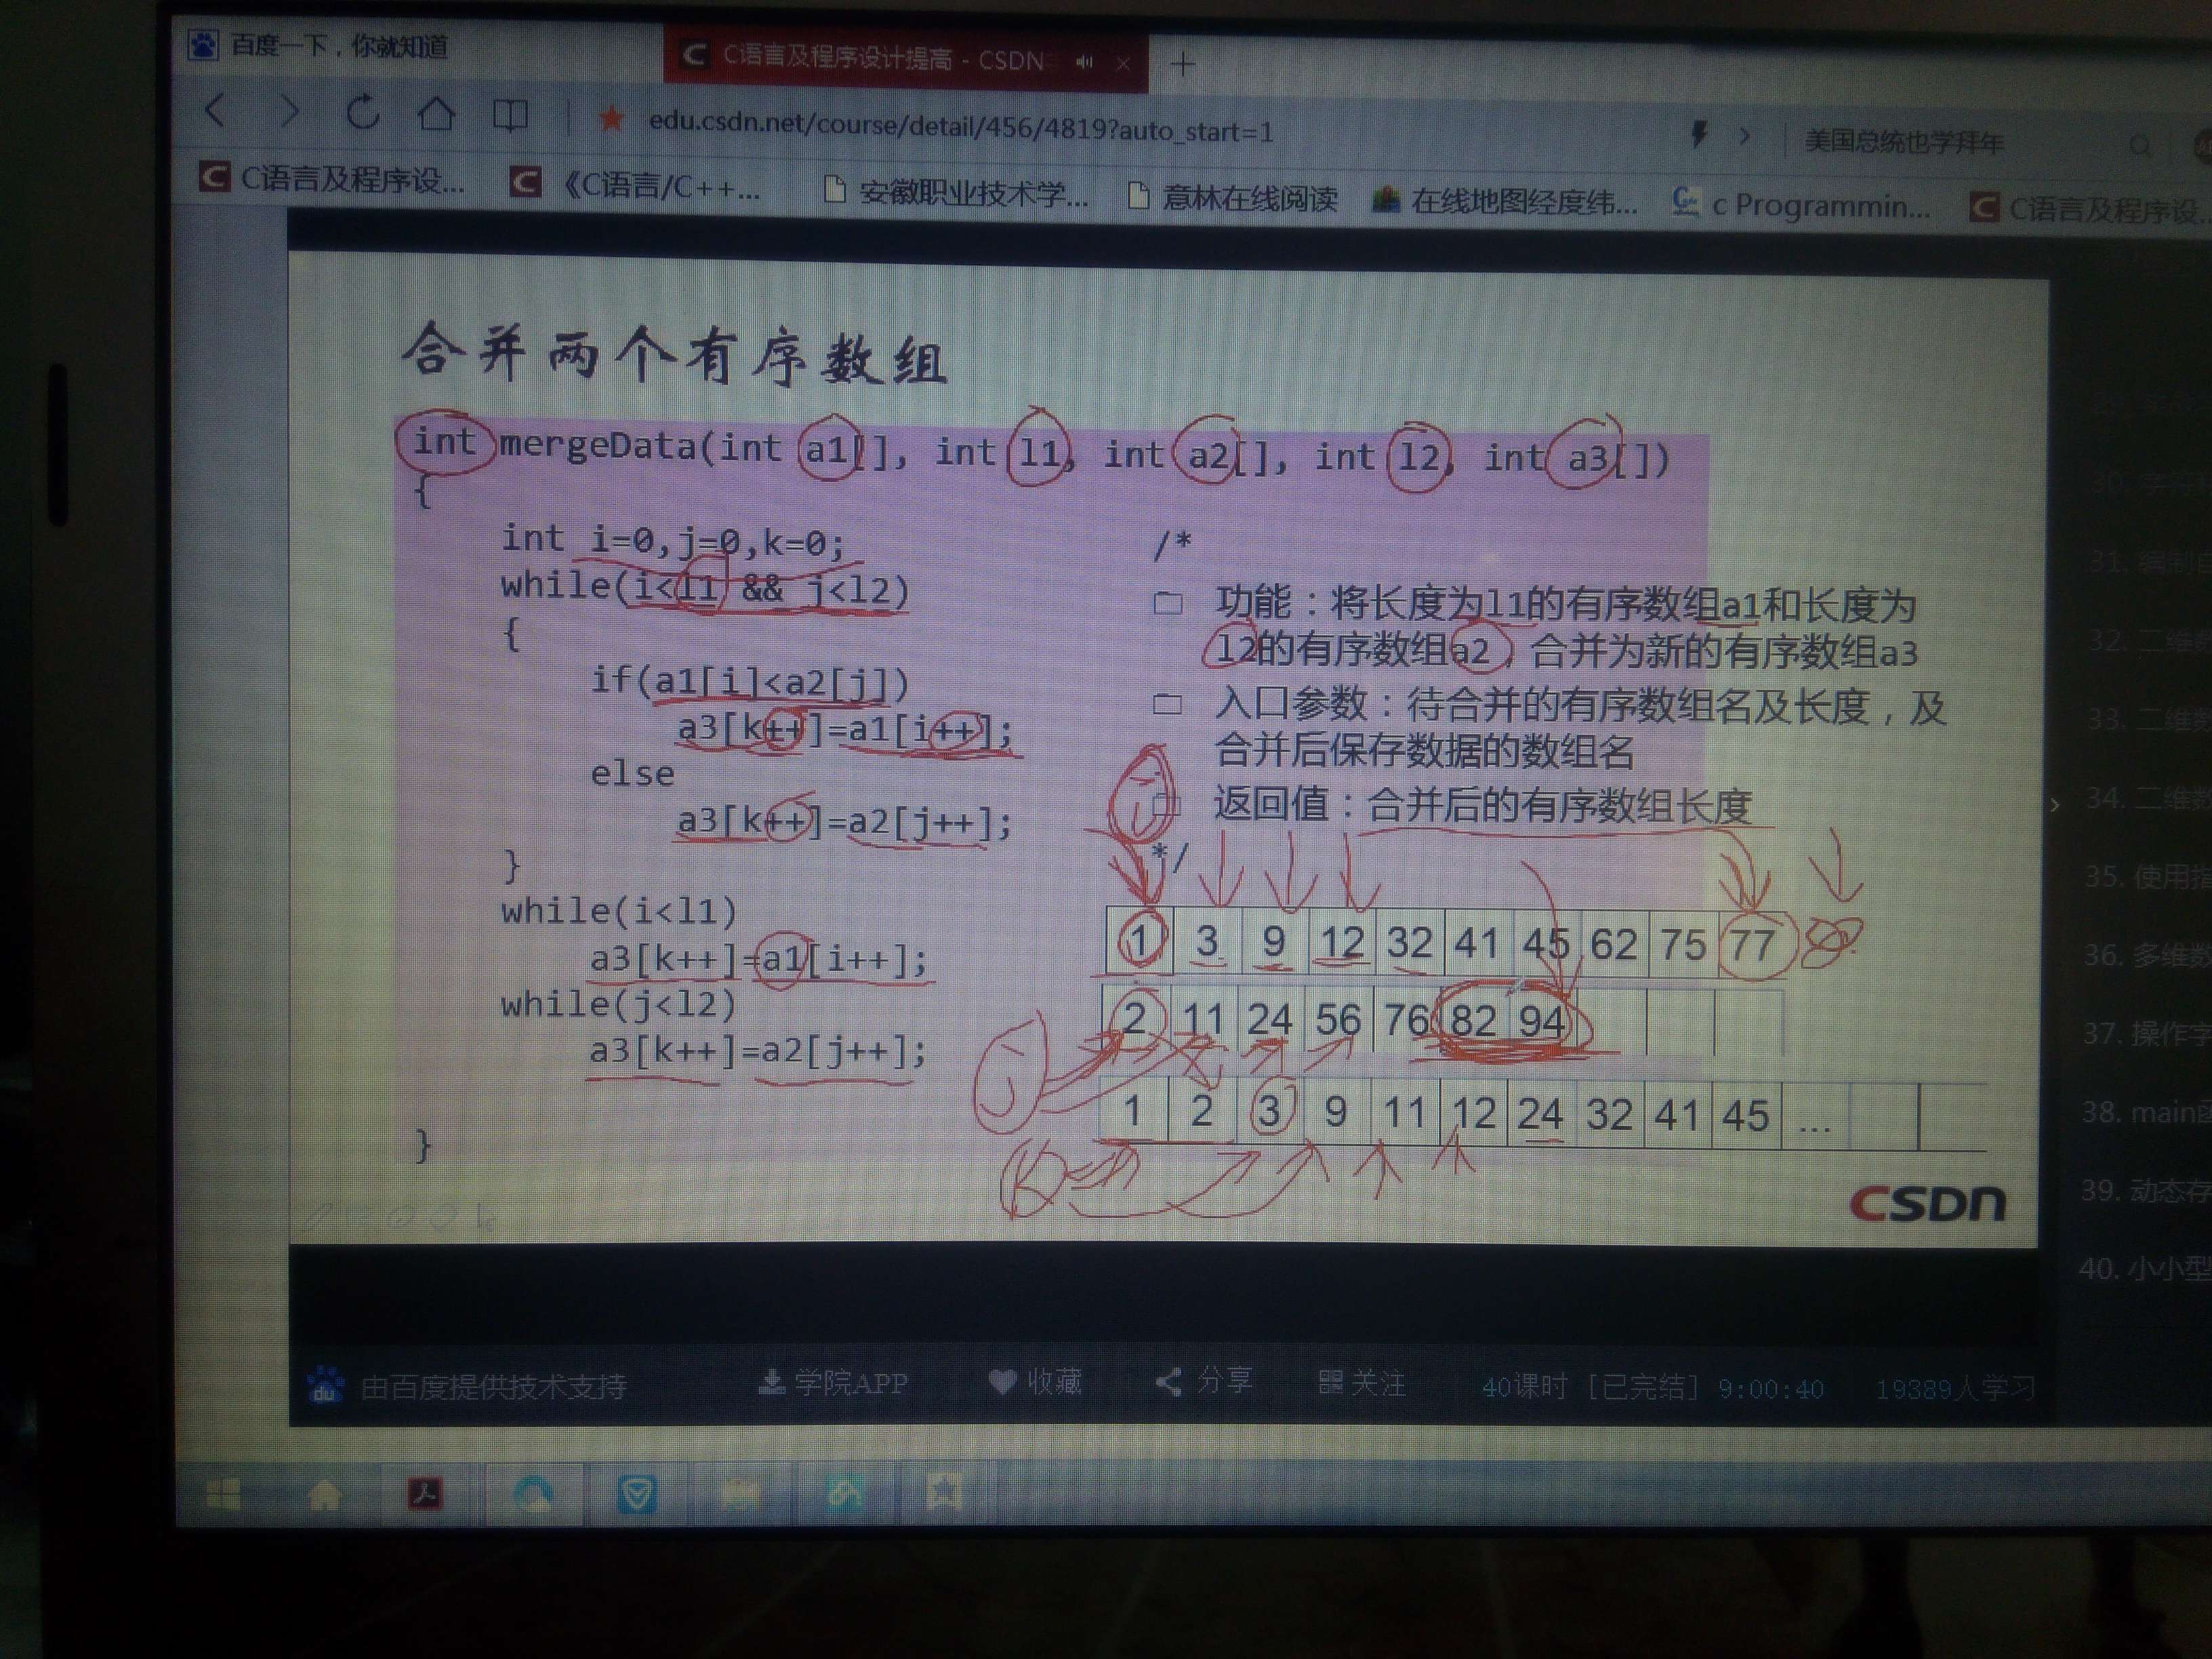 百度一下，你就知道
C语言及程序设计提高 - CSDN
edu.csdn.net/course/detail/456/4819?auto_start=1
美国总统也学拜年
C语言及程序设...
《C语言/C++...
安徽职业技术学...
意林在线阅读
在线地图经度纬...
c Programmin...
C语言及程序设
合并两个有序数组
int mergeData(int a1[], int l1, int a2[], int l2, int a3[])
{
int i=0,j=0,k=0;
while(i<l1 && j<l2)
{
if(a1[i]<a2[j])
a3[k++]=a1[i++];
else
a3[k++]=a2[j++];
}
while(i<l1)
a3[k++]=a1[i++];
while(j<l2)
a3[k++]=a2[j++];
}
/*
功能：将长度为l1的有序数组a1和长度为
l2的有序数组a2，合并为新的有序数组a3
入口参数：待合并的有序数组名及长度，及
合并后保存数据的数组名
返回值：合并后的有序数组长度
*/
i
1 3 9 12 32 41 45 62 75 77
2 11 24 56 76 82 94
j
1 2 3 9 11 12 24 32 41 45 ...
k
CSDN
31. 编制
32. 二维数
33. 二维数
34. 二维数
35. 使用指
36. 多维数
37. 操作字
38. main函
39. 动态存
40. 小小型
du 由百度提供技术支持
学院APP
收藏
分享
关注
40课时 [已完结] 9:00:40
19389人学习